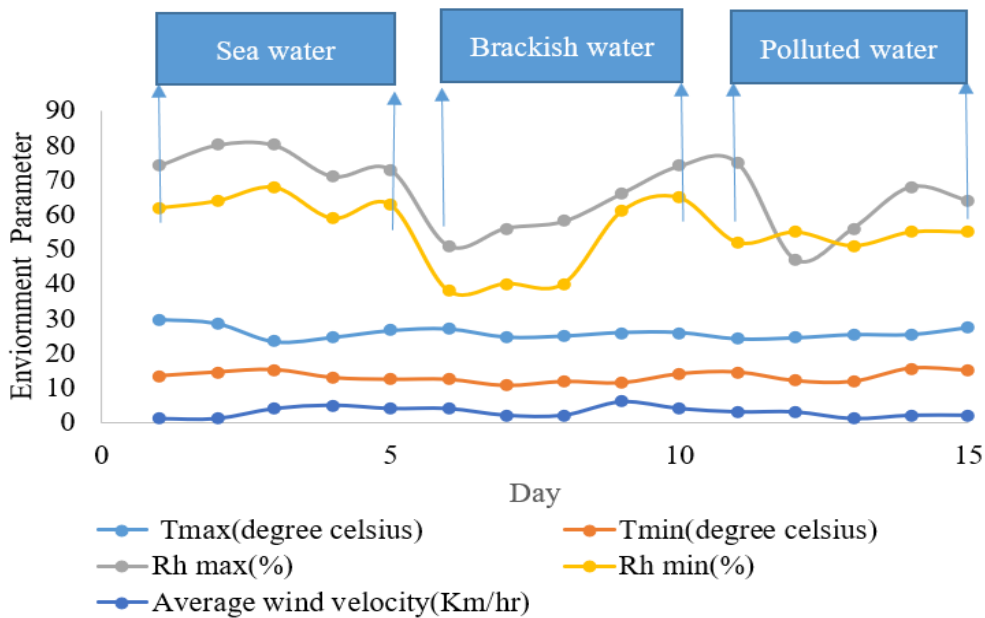 Sea water
Brackish water
Polluted water
90
80
70
60
50
40
30
20
10
0
Enviornment Parameter
0 5 10 15
Day
Tmax(degree celsius)
Tmin(degree celsius)
Rh max(%)
Rh min(%)
Average wind velocity(Km/hr)